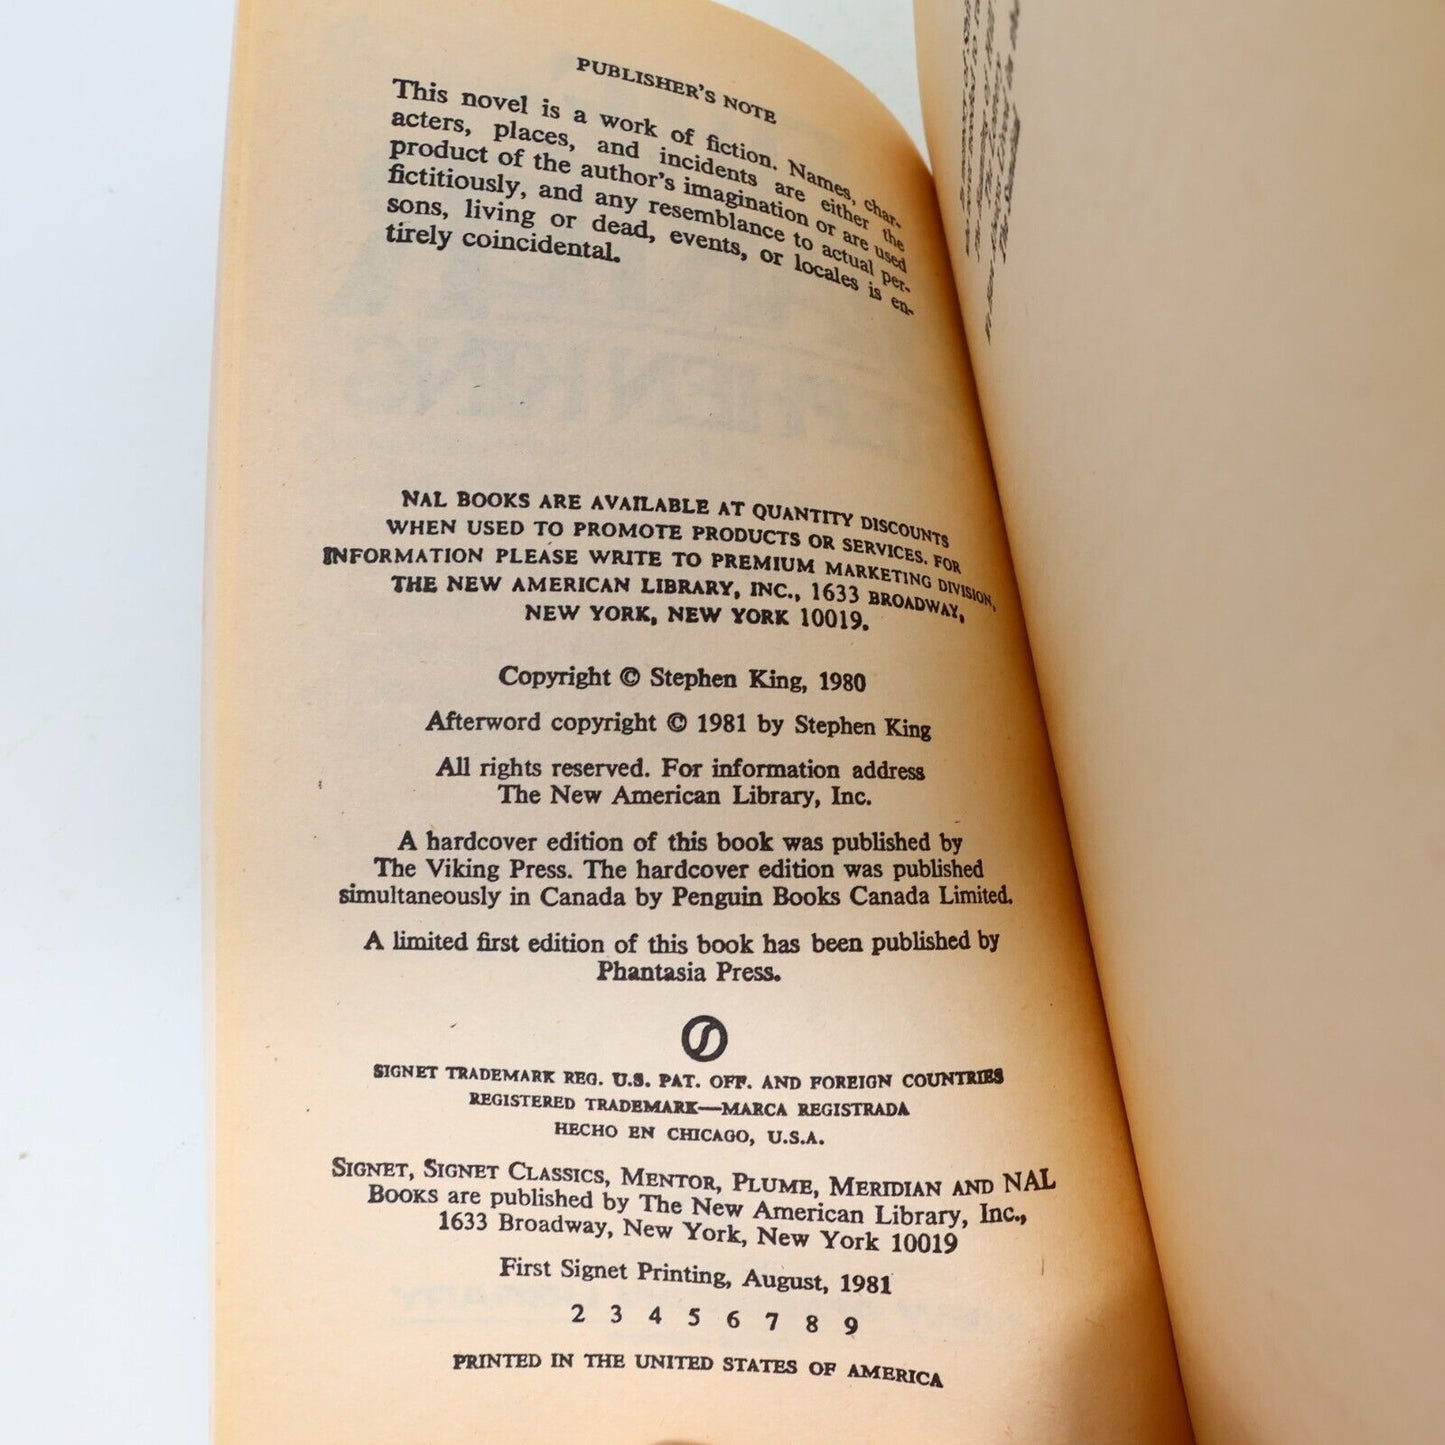 PUBLISHER'S NOTE
This novel is a work of fiction. Names, char-
acters, places, and incidents are either the
product of the author's imagination or are used
fictitiously, and any resemblance to actual per-
sons, living or dead, events, or locales is en-
tirely coincidental.
NAL BOOKS ARE AVAILABLE AT QUANTITY DISCOUNTS
WHEN USED TO PROMOTE PRODUCTS OR SERVICES. FOR
INFORMATION PLEASE WRITE TO PREMIUM MARKETING DIVISION,
THE NEW AMERICAN LIBRARY, INC., 1633 BROADWAY,
NEW YORK, NEW YORK 10019.
Copyright © Stephen King, 1980
Afterword copyright © 1981 by Stephen King
All rights reserved. For information address
The New American Library, Inc.
A hardcover edition of this book was published by
The Viking Press. The hardcover edition was published
simultaneously in Canada by Penguin Books Canada Limited.
A limited first edition of this book has been published by
Phantasia Press.
SIGNET TRADEMARK REG. U.S. PAT. OFF. AND FOREIGN COUNTRIES
REGISTERED TRADEMARK—MARCA REGISTRADA
HECHO EN CHICAGO, U.S.A.
SIGNET, SIGNET CLASSICS, MENTOR, PLUME, MERIDIAN AND NAL
BOOKS are published by The New American Library, Inc.,
1633 Broadway, New York, New York 10019
First Signet Printing, August, 1981
2 3 4 5 6 7 8 9
PRINTED IN THE UNITED STATES OF AMERICA